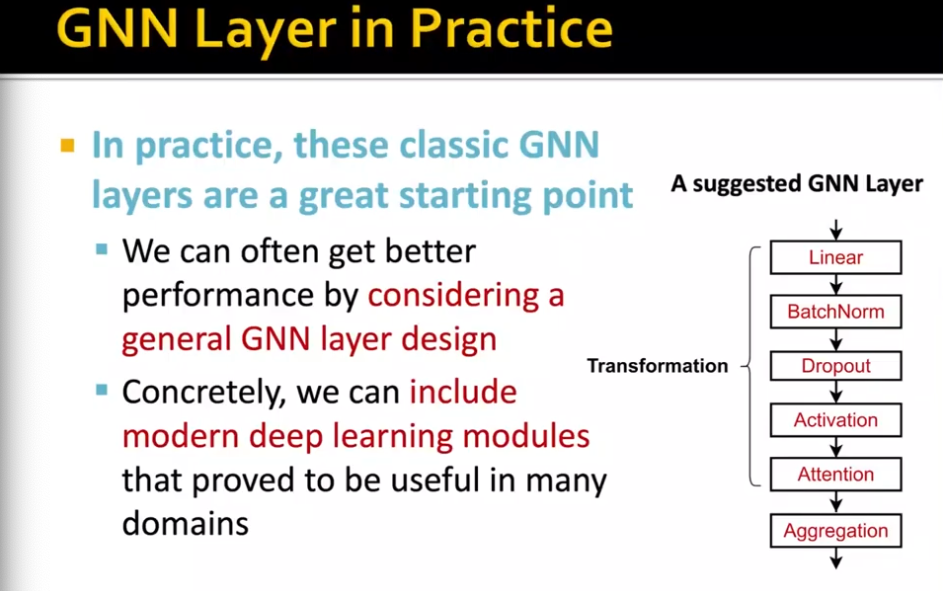 GNN Layer in Practice
In practice, these classic GNN
layers are a great starting point
We can often get better
performance by considering a
general GNN layer design
Concretely, we can include
modern deep learning modules
that proved to be useful in many
domains
A suggested GNN Layer
Transformation
Linear
BatchNorm
Dropout
Activation
Attention
Aggregation